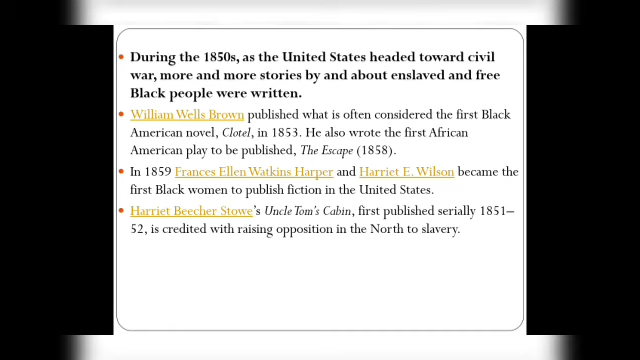 During the 1850s, as the United States headed toward civil
war, more and more stories by and about enslaved and free
Black people were written.
William Wells Brown published what is often considered the first Black
American novel, Clotel, in 1853. He also wrote the first African
American play to be published, The Escape (1858).
In 1859 Frances Ellen Watkins Harper and Harriet E. Wilson became the
first Black women to publish fiction in the United States.
Harriet Beecher Stowe's Uncle Tom's Cabin, first published serially 1851–
52, is credited with raising opposition in the North to slavery.